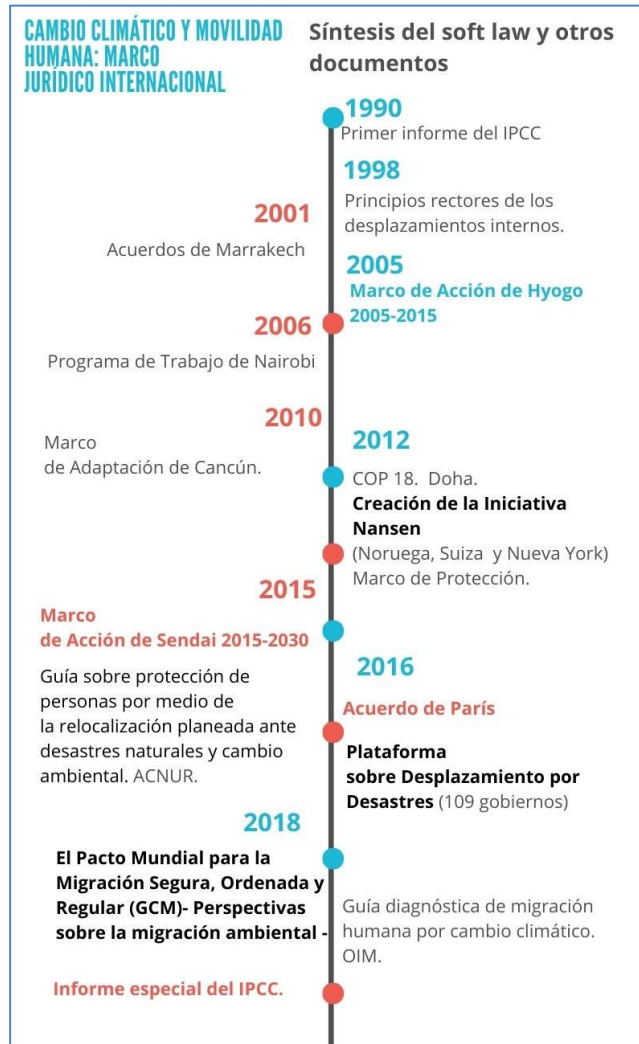 CAMBIO CLIMÁTICO Y MOVILIDAD
HUMANA: MARCO
JURÍDICO INTERNACIONAL
Síntesis del soft law y otros
documentos
1990
Primer informe del IPCC
1998
Principios rectores de los
desplazamientos internos.
2001
Acuerdos de Marrakech
2005
Marco de Acción de Hyogo
2005-2015
2006
Programa de Trabajo de Nairobi
2010
Marco
de Adaptación de Cancún.
2012
COP 18. Doha.
Creación de la Iniciativa
Nansen
(Noruega, Suiza y Nueva York)
Marco de Protección.
2015
Marco
de Acción de Sendai 2015-2030
Guía sobre protección de
personas por medio de
la relocalización planeada ante
desastres naturales y cambio
ambiental. ACNUR.
2016
Acuerdo de París
Plataforma
sobre Desplazamiento por
Desastres (109 gobiernos)
2018
El Pacto Mundial para la
Migración Segura, Ordenada y
Regular (GCM)- Perspectivas
sobre la migración ambiental -
Guía diagnóstica de migración
humana por cambio climático.
OIM.
Informe especial del IPCC.